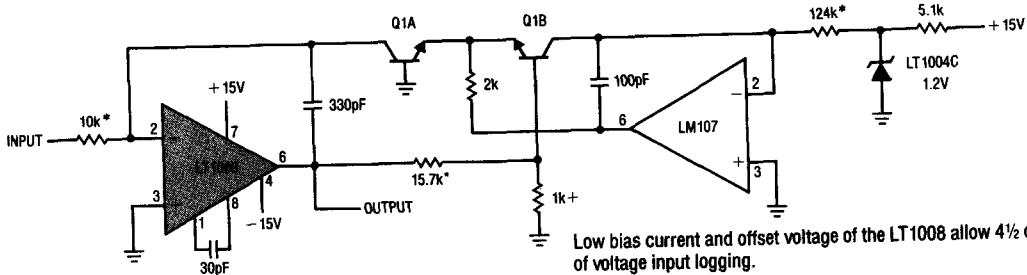 Q1A
Q1B
124k*
5.1k
+15V
LT1004C
1.2V
330pF
2k
100pF
2
6
LM107
−
+
3
INPUT
10k*
+15V
2
7
LT1008
6
3
4
8
1
−15V
30pF
OUTPUT
15.7k*
1k+
Low bias current and offset voltage of the LT1008 allow 4½
of voltage input logging.